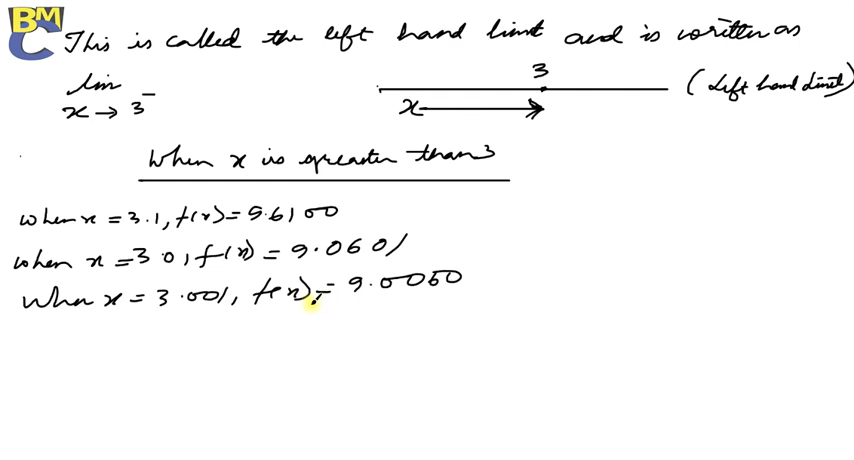 BMC
This is called the left hand limit and is written as
lim x → 3⁻
3
x
(Left hand Limit)
When x is greater than 3
when x = 3.1, f(x) = 9.6100
when x = 3.01, f(x) = 9.0601
When x = 3.001, f(x) = 9.0060